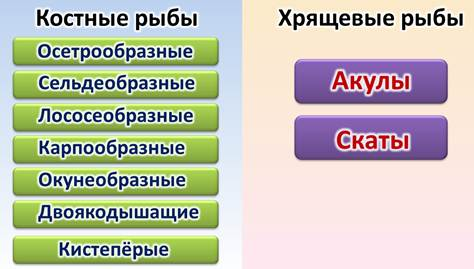 Костные рыбы
Осетрообразные
Сельдеобразные
Лососеобразные
Карпообразные
Окунеобразные
Двоякодышащие
Кистепёрые
Хрящевые рыбы
Акулы
Скаты